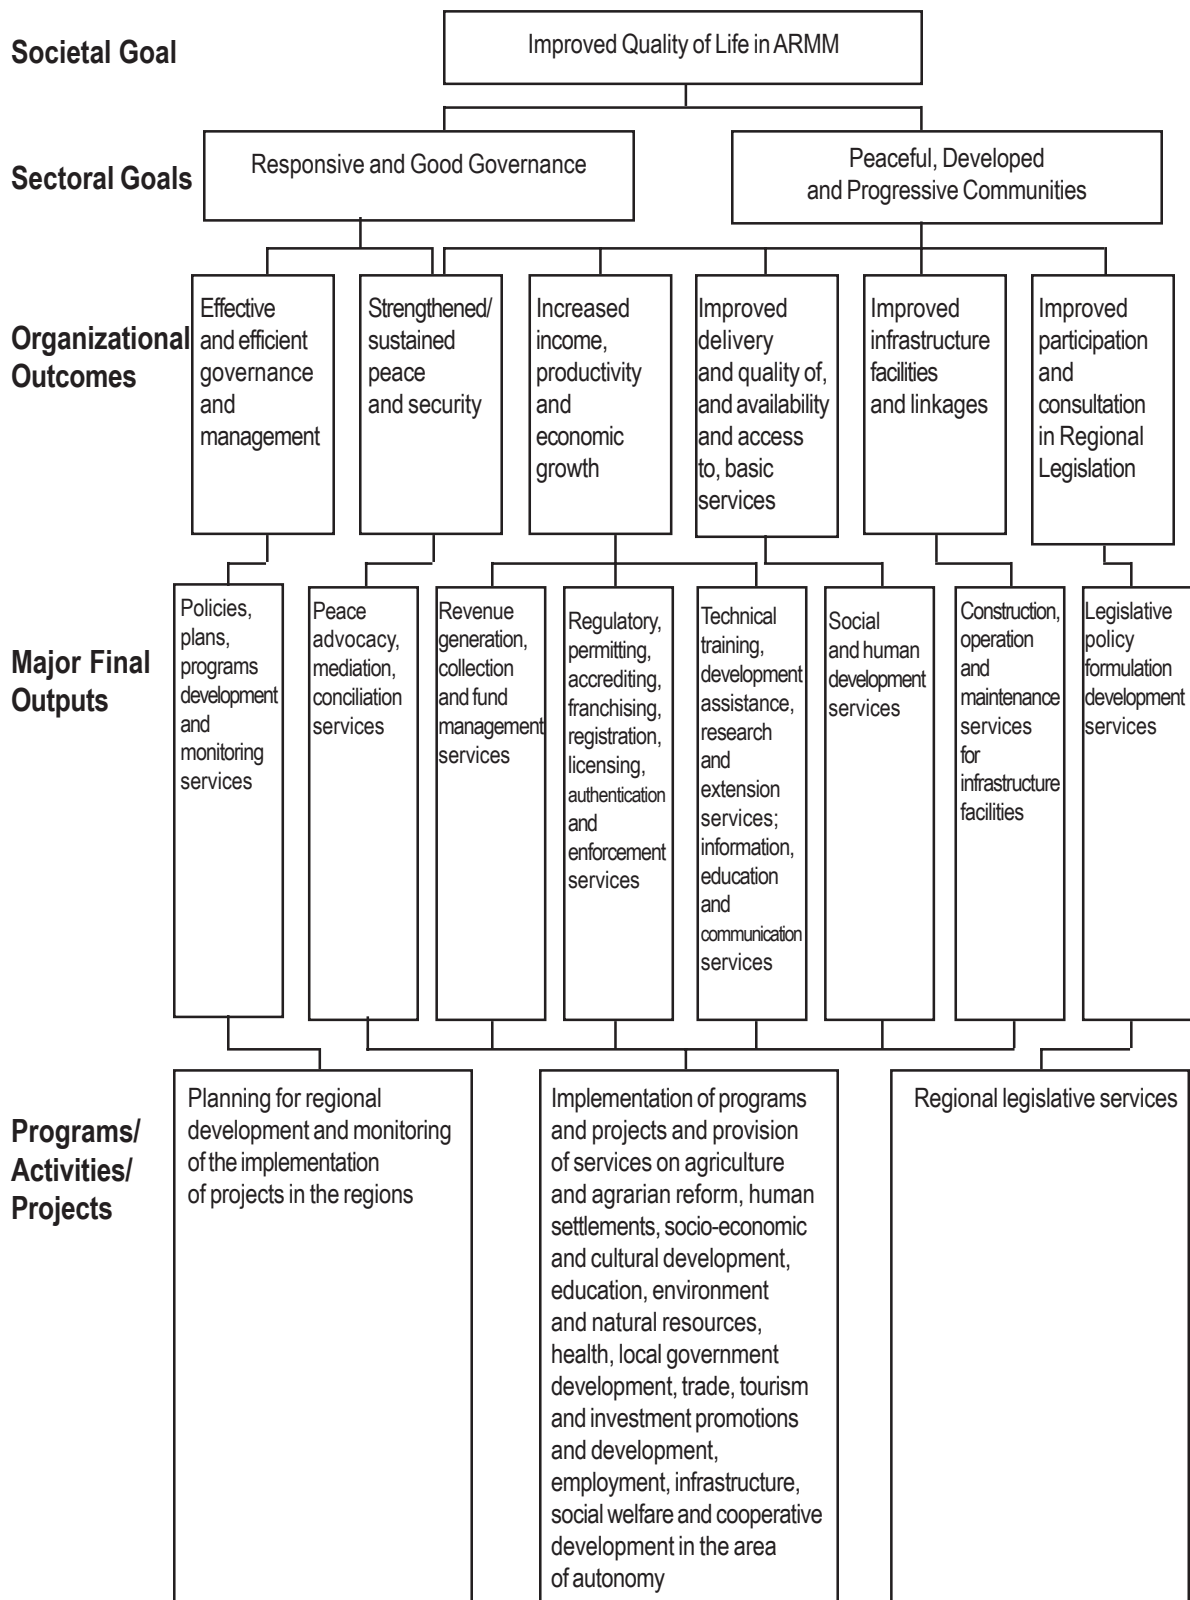 Societal Goal
Improved Quality of Life in ARMM
Sectoral Goals
Responsive and Good Governance
Peaceful, Developed
and Progressive Communities
Organizational
Outcomes
Effective
and efficient
governance
and
management
Strengthened/
sustained
peace
and security
Increased
income,
productivity
and
economic
growth
Improved
delivery
and quality of,
and availability
and access
to, basic
services
Improved
infrastructure
facilities
and linkages
Improved
participation
and
consultation
in Regional
Legislation
Major Final
Outputs
Policies,
plans,
programs
development
and
monitoring
services
Peace
advocacy,
mediation,
conciliation
services
Revenue
generation,
collection
and fund
management
services
Regulatory,
permitting,
accrediting,
franchising,
registration,
licensing,
authentication
and
enforcement
services
Technical
training,
development
assistance,
research
and
extension
services;
information,
education
and
communication
services
Social
and human
development
services
Construction,
operation
and
maintenance
services
for
infrastructure
facilities
Legislative
policy
formulation
development
services
Programs/
Activities/
Projects
Planning for regional
development and monitoring
of the implementation
of projects in the regions
Implementation of programs
and projects and provision
of services on agriculture
and agrarian reform, human
settlements, socio-economic
and cultural development,
education, environment
and natural resources,
health, local government
development, trade, tourism
and investment promotions
and development,
employment, infrastructure,
social welfare and cooperative
development in the area
of autonomy
Regional legislative services